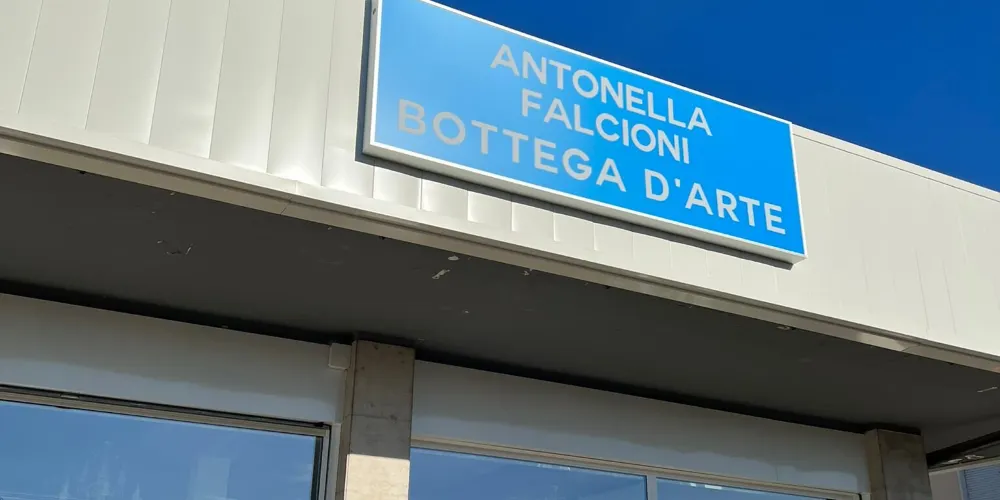 ANTONELLA
FALCIONI
BOTTEGA D'ARTE